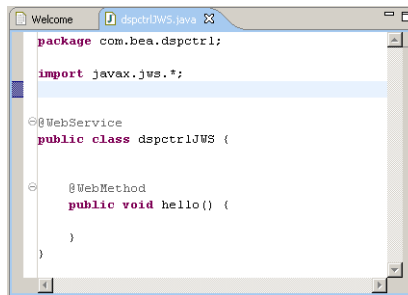 Welcome
dspctrlJWS.java
package com.bea.dspctrl;
import javax.jws.*;
@WebService
public class dspctrlJWS {
@WebMethod
public void hello() {
}
}